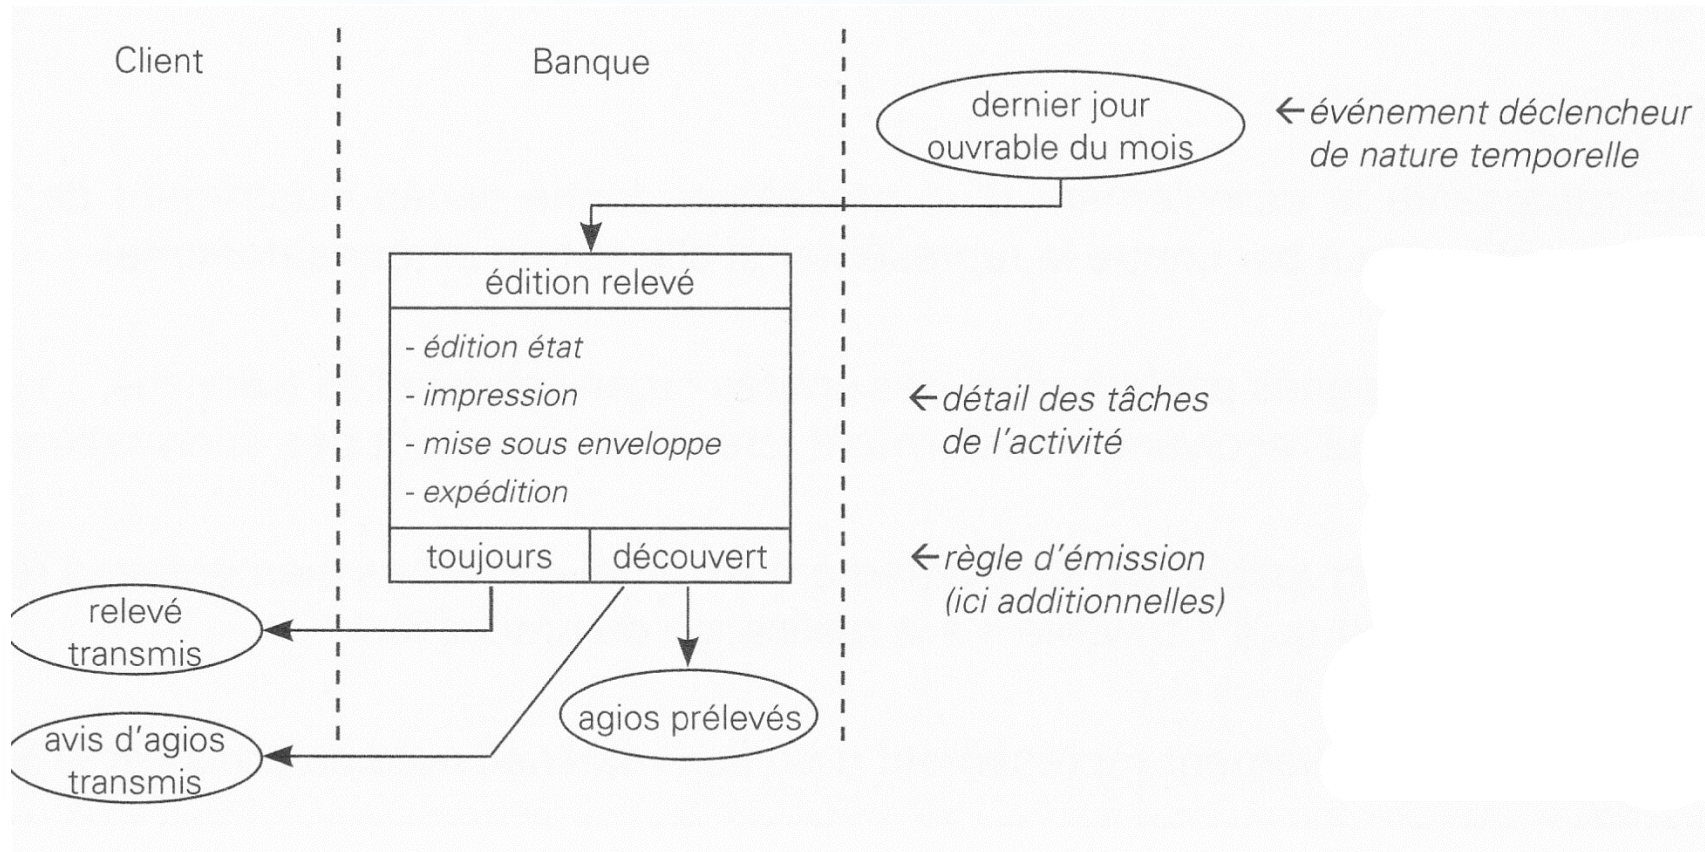 Client
Banque
dernier jour
ouvrable du mois
←événement déclencheur
de nature temporelle
édition relevé
- édition état
- impression
- mise sous enveloppe
- expédition
←détail des tâches
de l'activité
toujours
découvert
←règle d'émission
(ici additionnelles)
relevé
transmis
agios prélevés
avis d'agios
transmis